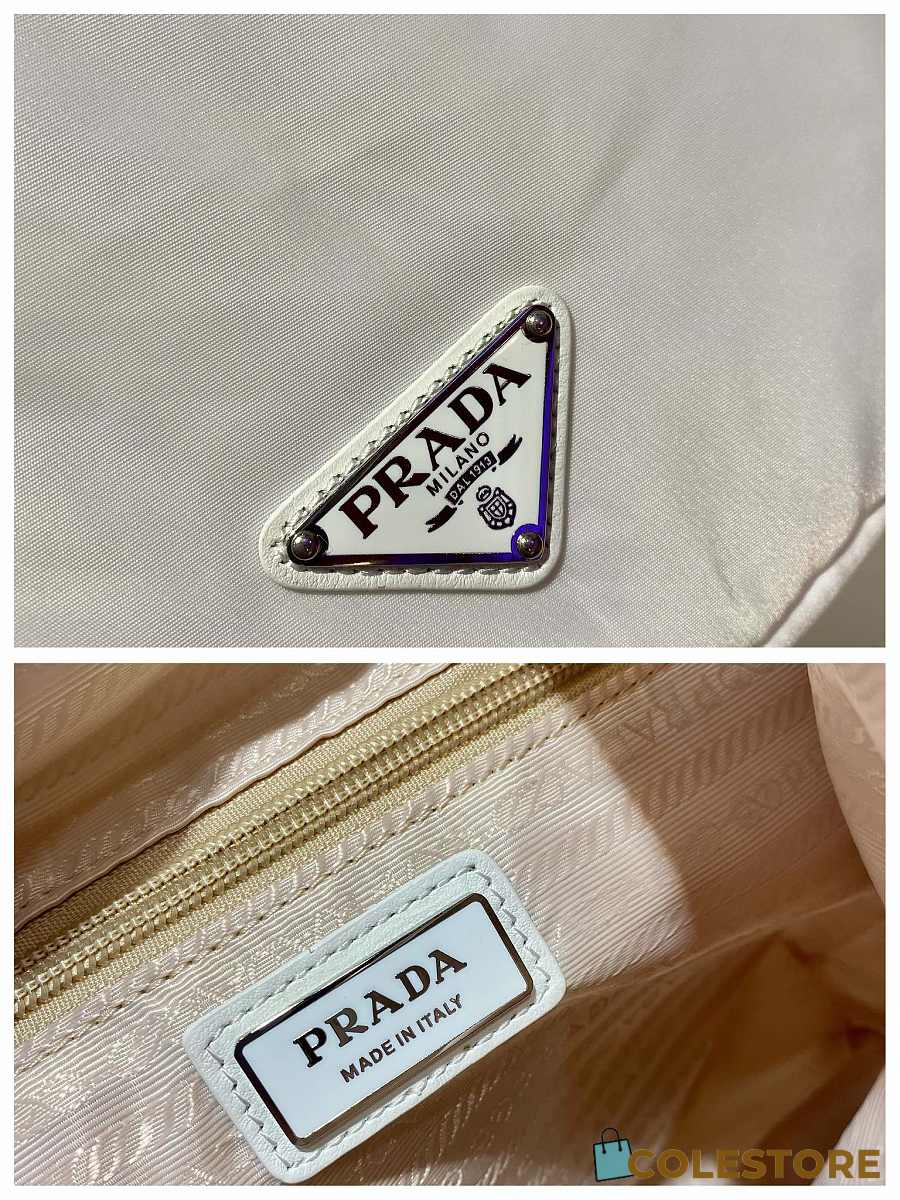 PRADA
MILANO
DAL 1913
PRADA
MADE IN ITALY
COLESTORE